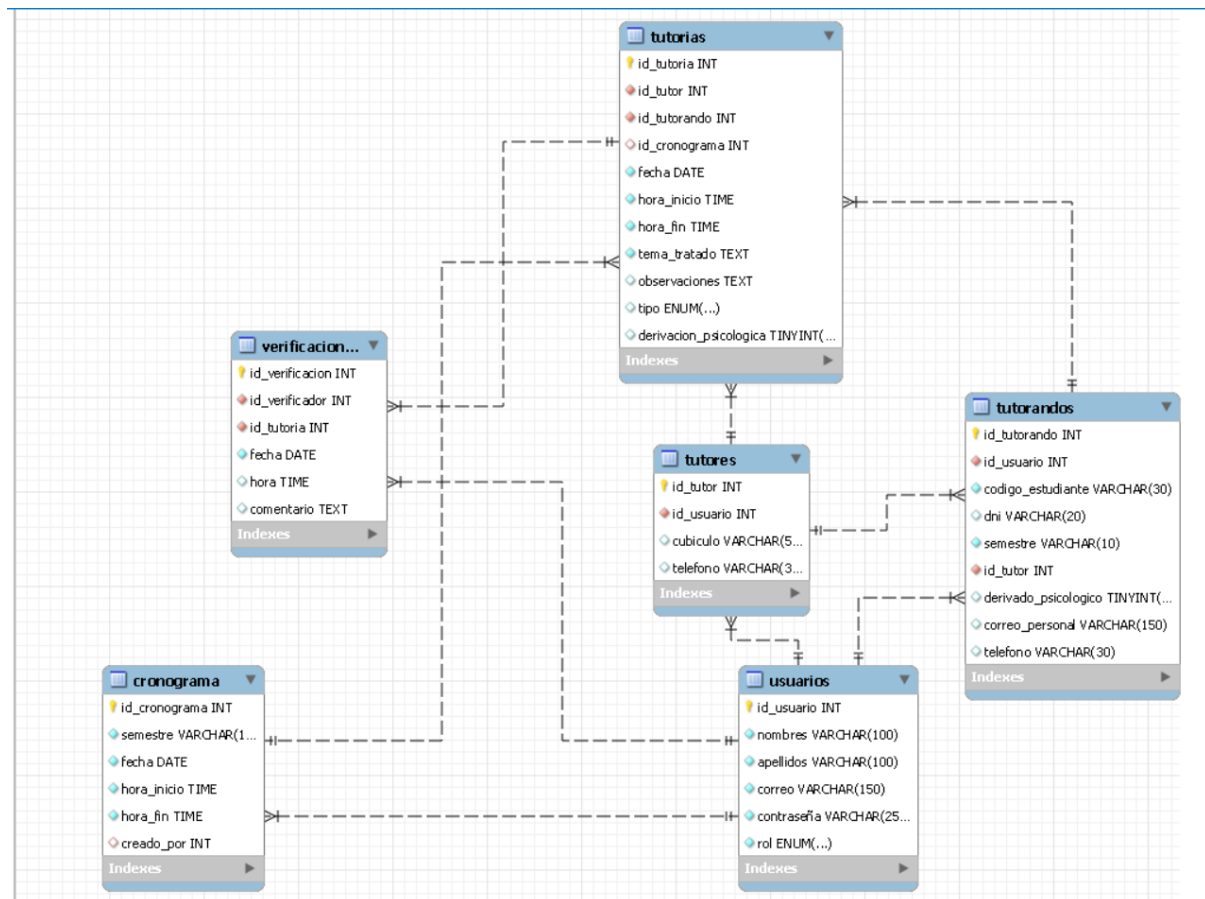 tutorias
id_tutoria INT
id_tutor INT
id_tutorando INT
id_cronograma INT
fecha DATE
hora_inicio TIME
hora_fin TIME
tema_tratado TEXT
observaciones TEXT
tipo ENUM(...)
derivacion_psicologica TINYINT(...
Indexes
verificacion...
id_verificacion INT
id_verificador INT
id_tutoria INT
fecha DATE
hora TIME
comentario TEXT
Indexes
tutores
id_tutor INT
id_usuario INT
cubiculo VARCHAR(5...
telefono VARCHAR(3...
Indexes
tutorandos
id_tutorando INT
id_usuario INT
codigo_estudiante VARCHAR(30)
dni VARCHAR(20)
semestre VARCHAR(10)
id_tutor INT
derivado_psicologico TINYINT(...
correo_personal VARCHAR(150)
telefono VARCHAR(30)
Indexes
cronograma
id_cronograma INT
semestre VARCHAR(1...
fecha DATE
hora_inicio TIME
hora_fin TIME
creado_por INT
Indexes
usuarios
id_usuario INT
nombres VARCHAR(100)
apellidos VARCHAR(100)
correo VARCHAR(150)
contraseña VARCHAR(25...
rol ENUM(...)
Indexes